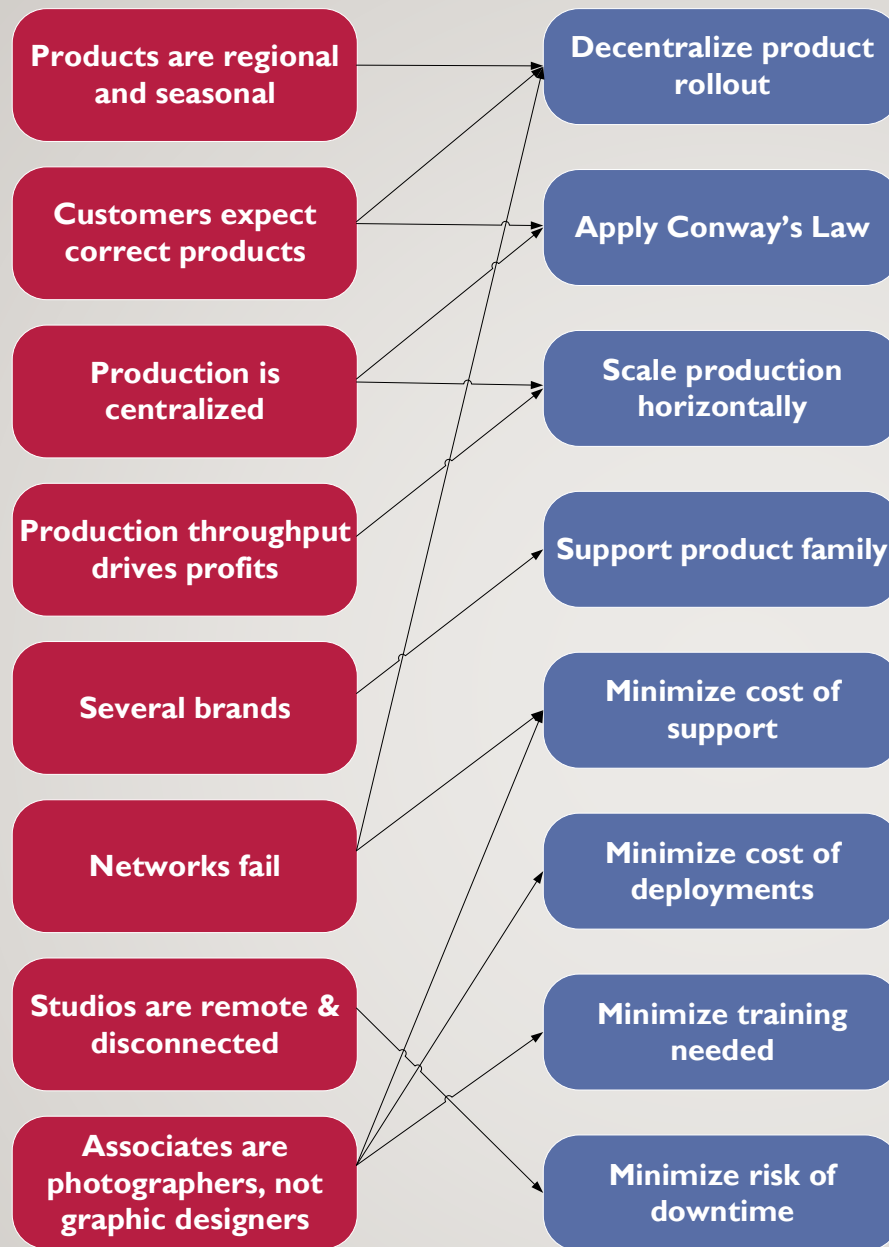 Products are regional
and seasonal
Decentralize product
rollout
Customers expect
correct products
Apply Conway’s Law
Production is
centralized
Scale production
horizontally
Production throughput
drives profits
Support product family
Several brands
Minimize cost of
support
Networks fail
Minimize cost of
deployments
Studios are remote &
disconnected
Minimize training
needed
Associates are
photographers, not
graphic designers
Minimize risk of
downtime